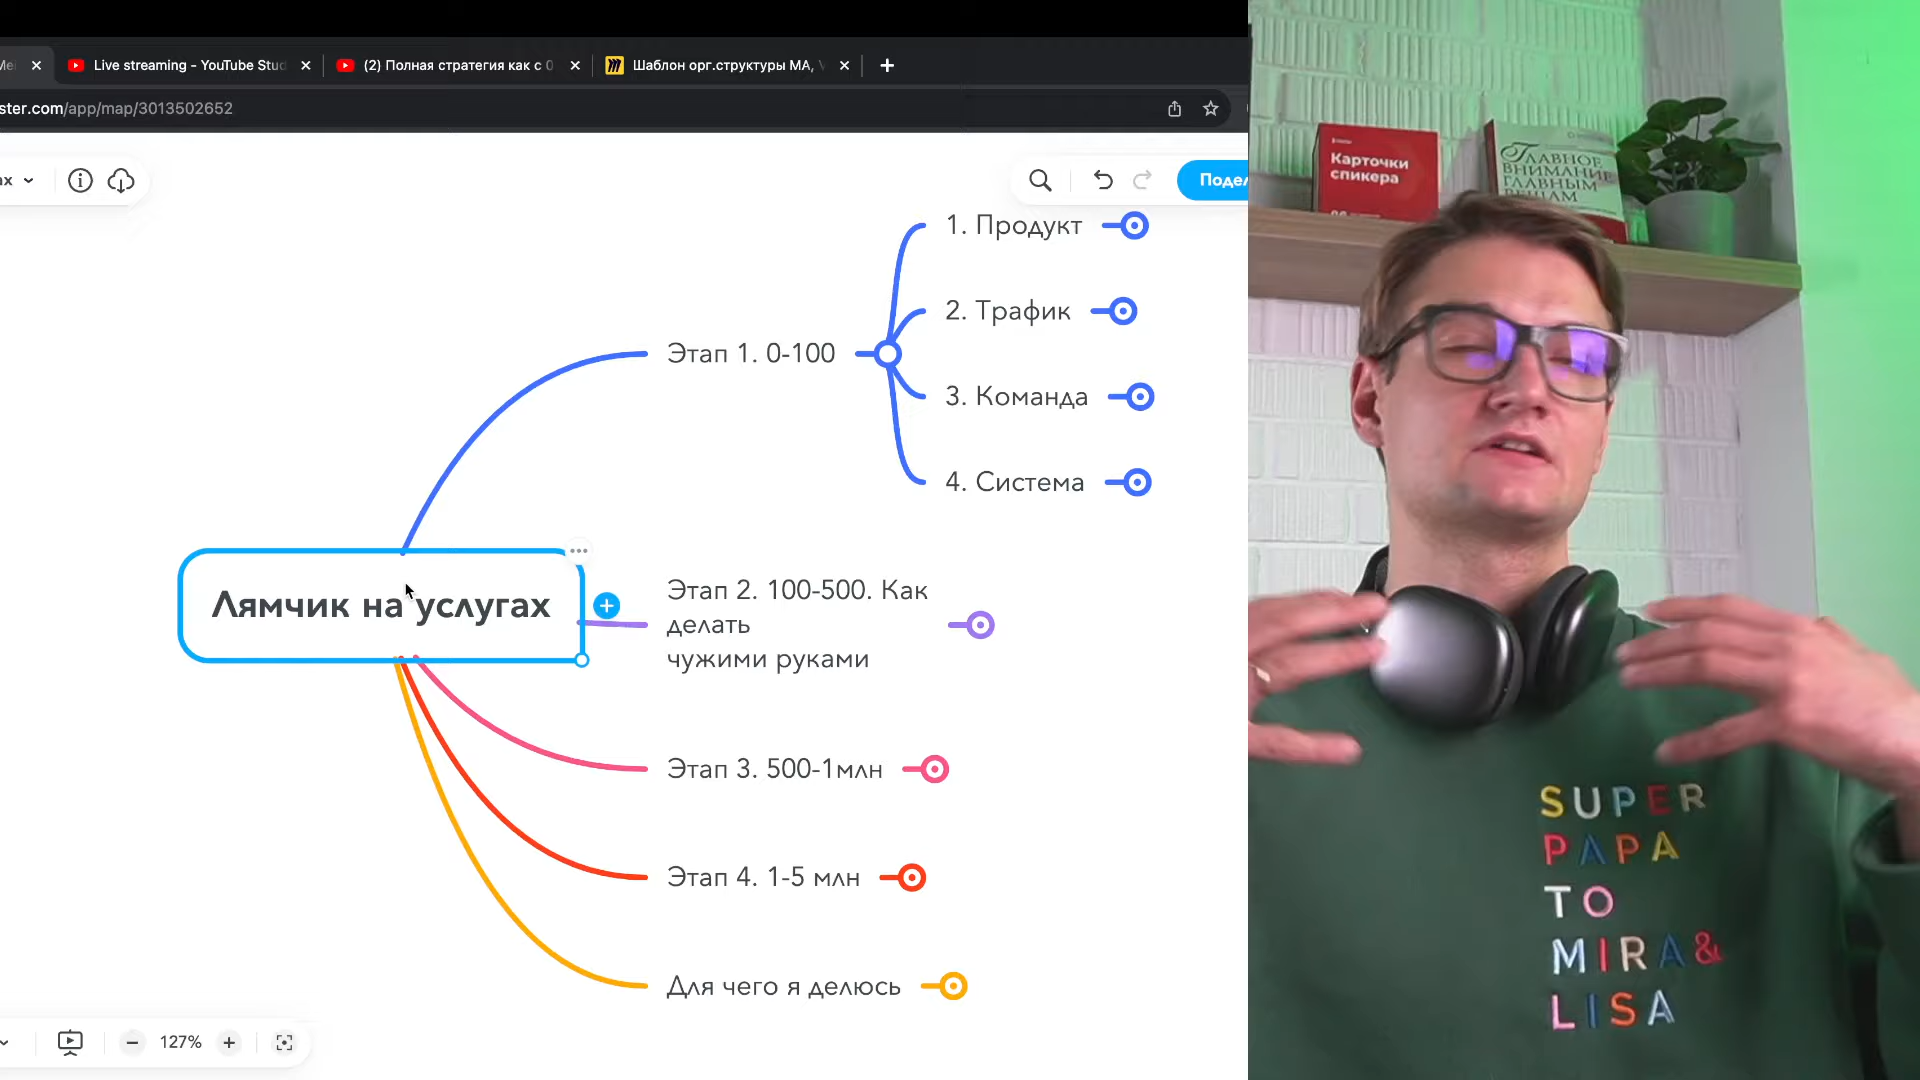 Live streaming - YouTube Stud
(2) Полная стратегия как с 0
Шаблон орг.структуры МА,
ster.com/app/map/3013502652
Подел
1. Продукт
2. Трафик
Этап 1. 0-100
3. Команда
4. Система
Этап 2. 100-500. Как
делать
чужими руками
Лямчик на услугах
Этап 3. 500-1млн
Этап 4. 1-5 млн
Для чего я делюсь
127%
Карточки
спикера
ГЛАВНОЕ
ВНИМАНИЕ
ГЛАВНЫМ
ВЕЩАМ
SUPER
PAPA
TO
MIRA&
LISA